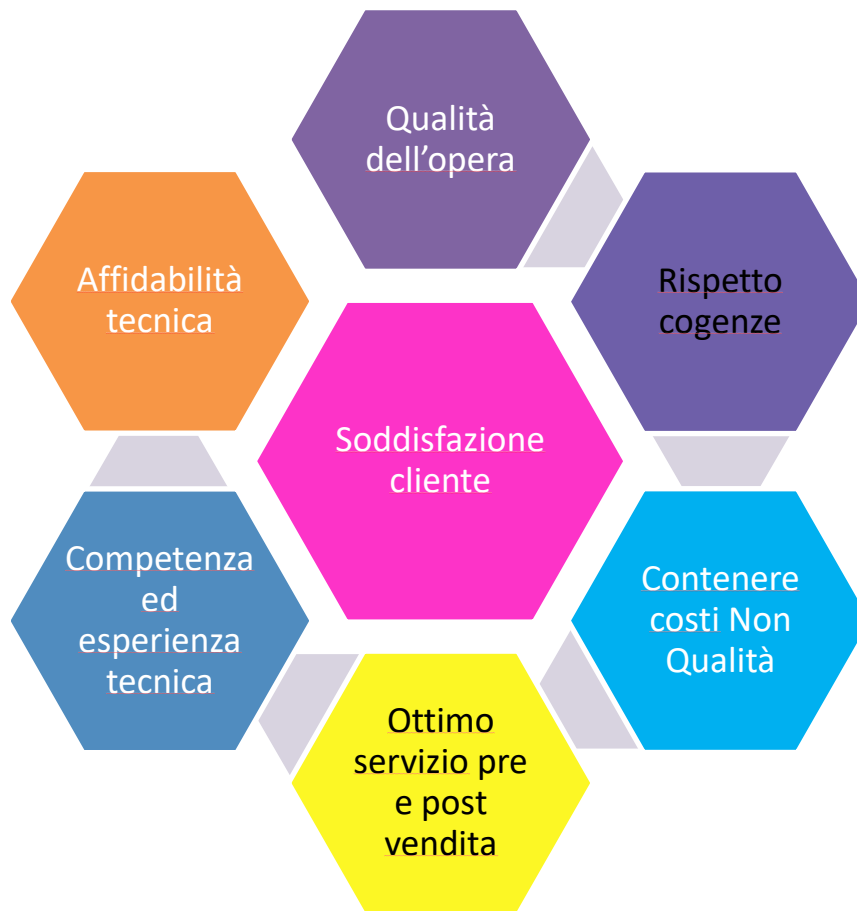 Qualità
dell’opera
Affidabilità
tecnica
Rispetto
cogenze
Soddisfazione
cliente
Competenza
ed
esperienza
tecnica
Contenere
costi Non
Qualità
Ottimo
servizio pre
e post
vendita